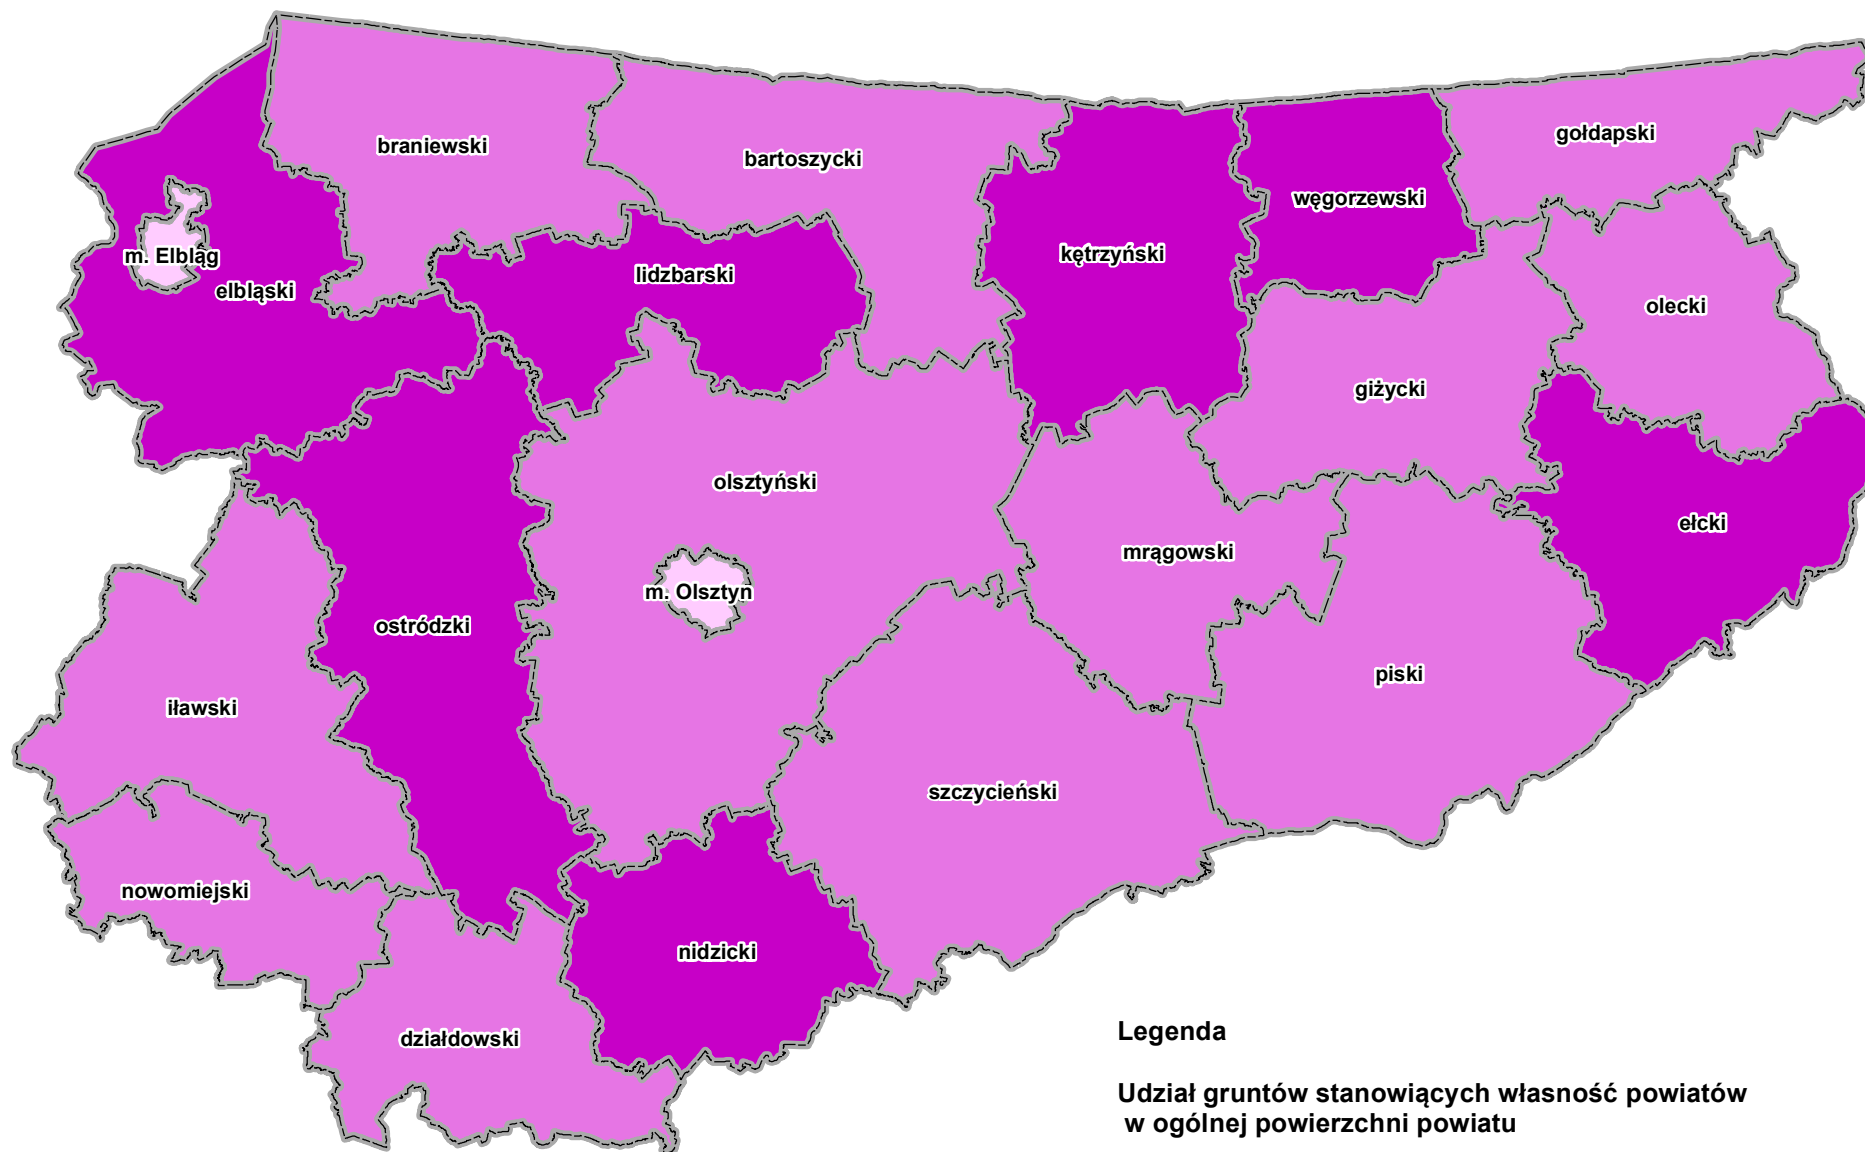 braniewski
bartoszycki
gołdapski
węgorzewski
m. Elbląg
elbląski
lidzbarski
kętrzyński
olecki
giżycki
olsztyński
ełcki
mrągowski
m. Olsztyn
ostródzki
piski
iławski
szczycieński
nowomiejski
nidzicki
działdowski
Legenda
Udział gruntów stanowiących własność powiatów
w ogólnej powierzchni powiatu